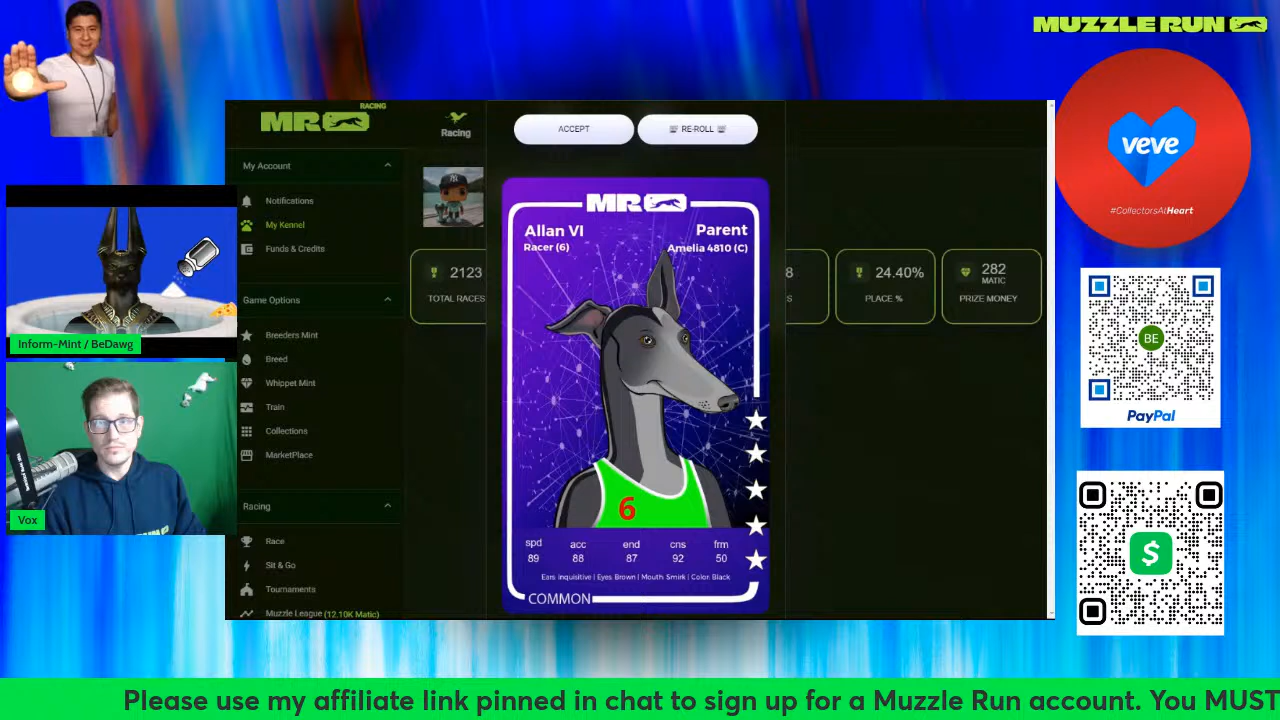 MUZZLE RUN
RACING
MR
Racing
ACCEPT
RE-ROLL
My Account
Notifications
My Kennel
Funds & Credits
Game Options
Breeders Mint
Breed
Whippet Mint
Train
Collections
MarketPlace
Racing
Race
Sit & Go
Tournaments
Muzzle League (12.10K Matic)
2123
TOTAL RACES
8
S
24.40%
PLACE %
282
MATIC
PRIZE MONEY
MR
Allan VI
Parent
Racer (6)
Amelia 4810 (C)
6
spd acc end cns frm
89 88 87 92 50
Ears: Inquisitive | Eyes: Brown | Mouth: Smirk | Color: Black
COMMON
Inform-Mint / BeDawg
Vox
veve
#CollectorsAtHeart
BE
PayPal
$
Please use my affiliate link pinned in chat to sign up for a Muzzle Run account. You MUST